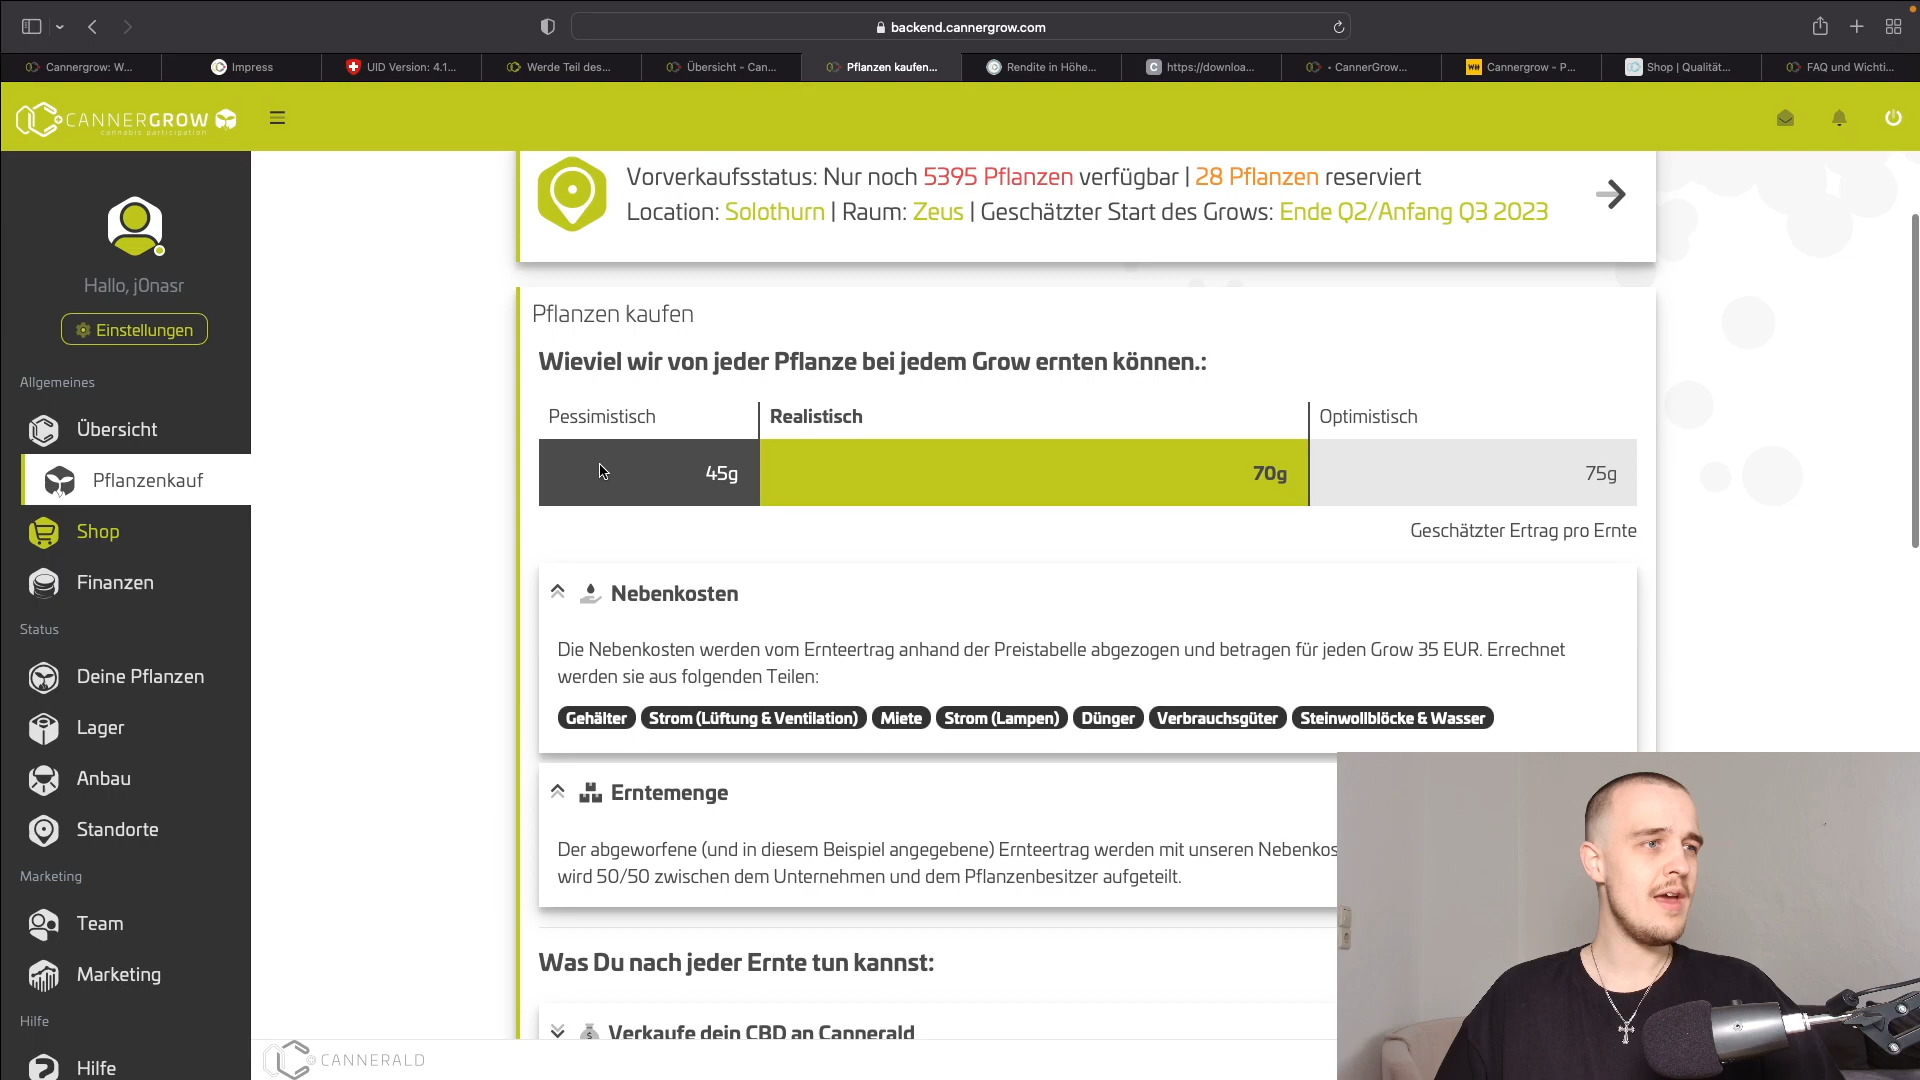 backend.cannergrow.com
Cannergrow: W...
Impress
UID Version: 4.1...
Werde Teil des...
Übersicht - Can...
Pflanzen kaufen...
Rendite in Höhe...
https://downloa...
• CannerGrow...
Cannergrow - P...
Shop | Qualität...
FAQ und Wichti...
CANNERGROW
cannabis participation
Vorverkaufsstatus: Nur noch 5395 Pflanzen verfügbar | 28 Pflanzen reserviert
Location: Solothurn | Raum: Zeus | Geschätzter Start des Grows: Ende Q2/Anfang Q3 2023
Hallo, j0nasr
Einstellungen
Allgemeines
Übersicht
Pflanzenkauf
Shop
Finanzen
Status
Deine Pflanzen
Lager
Anbau
Standorte
Marketing
Team
Marketing
Hilfe
Hilfe
Pflanzen kaufen
Wieviel wir von jeder Pflanze bei jedem Grow ernten können.:
Pessimistisch
Realistisch
Optimistisch
45g
70g
75g
Geschätzter Ertrag pro Ernte
Nebenkosten
Die Nebenkosten werden vom Ernteertrag anhand der Preistabelle abgezogen und betragen für jeden Grow 35 EUR. Errechnet
werden sie aus folgenden Teilen:
Gehälter
Strom (Lüftung & Ventilation)
Miete
Strom (Lampen)
Dünger
Verbrauchsgüter
Steinwollblöcke & Wasser
Erntemenge
Der abgeworfene (und in diesem Beispiel angegebene) Ernteertrag werden mit unseren Nebenkos
wird 50/50 zwischen dem Unternehmen und dem Pflanzenbesitzer aufgeteilt.
Was Du nach jeder Ernte tun kannst:
Verkaufe dein CBD an Cannerald
CANNERALD